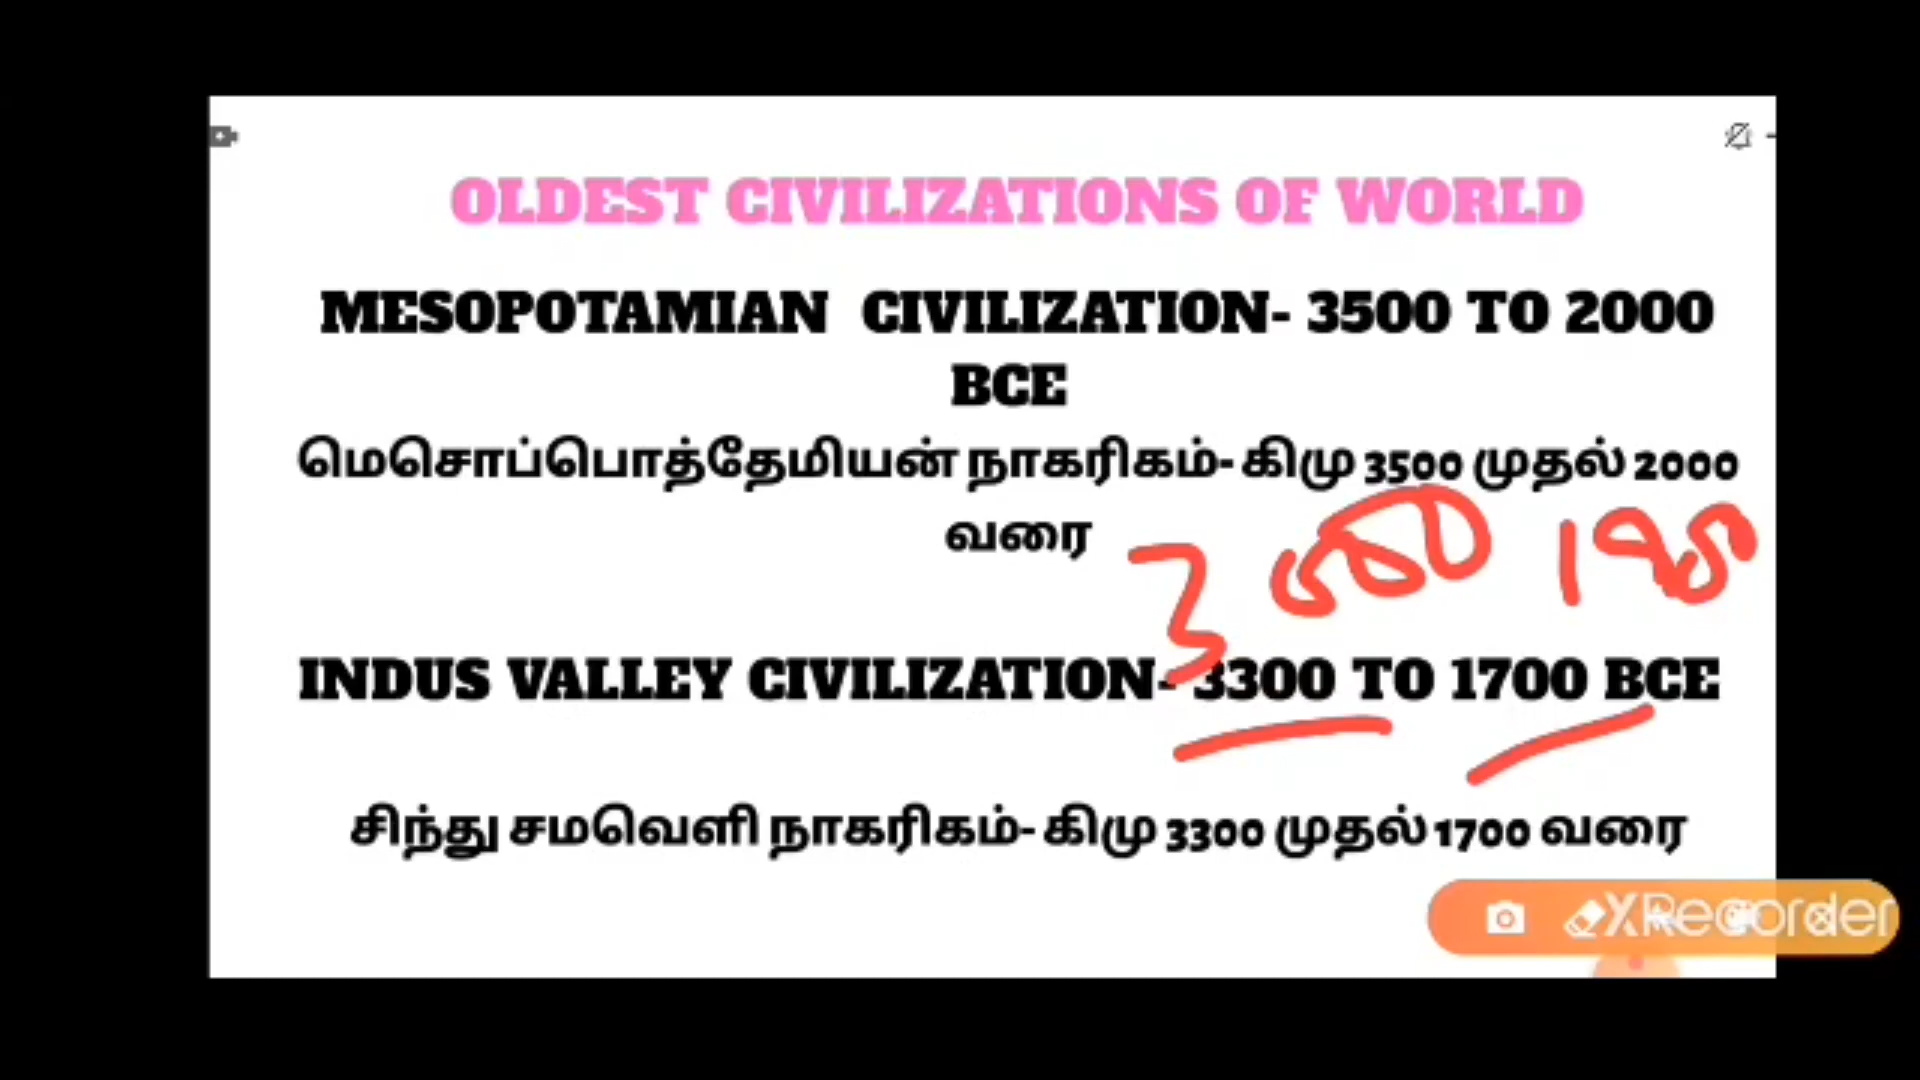 OLDEST CIVILIZATIONS OF WORLD
MESOPOTAMIAN CIVILIZATION- 3500 TO 2000
BCE
மெசொப்பொத்தேமியன் நாகரிகம்- கிமு 3500 முதல் 2000
வரை
INDUS VALLEY CIVILIZATION- 3300 TO 1700 BCE
சிந்து சமவெளி நாகரிகம்- கிமு 3300 முதல் 1700 வரை
XRecorder